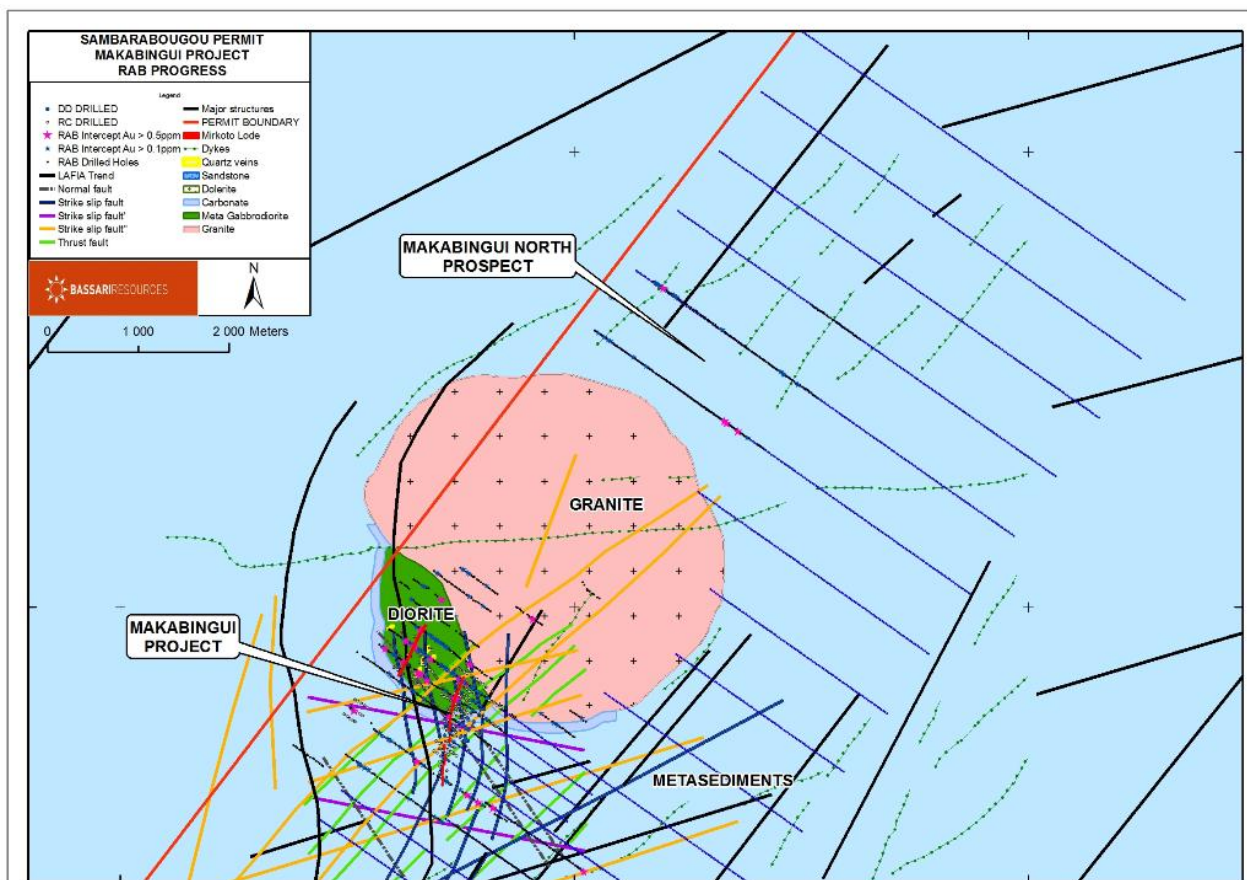 SAMBARABOUGOU PERMIT
MAKABINGUI PROJECT
RAB PROGRESS
Legend
DD DRILLED
RC DRILLED
RAB Intercept Au > 0.5ppm
RAB Intercept Au > 0.1ppm
RAB Drilled Holes
LAFIA Trend
Normal fault
Strike slip fault
Strike slip fault'
Strike slip fault"
Thrust fault
Major structures
PERMIT BOUNDARY
Mirkoto Lode
Dykes
Quartz veins
Sandstone
Dolerite
Carbonate
Meta Gabbrodiorite
Granite
BASSARI RESOURCES
N
0 1 000 2 000 Meters
MAKABINGUI NORTH
PROSPECT
GRANITE
DIORITE
MAKABINGUI
PROJECT
METASEDIMENTS